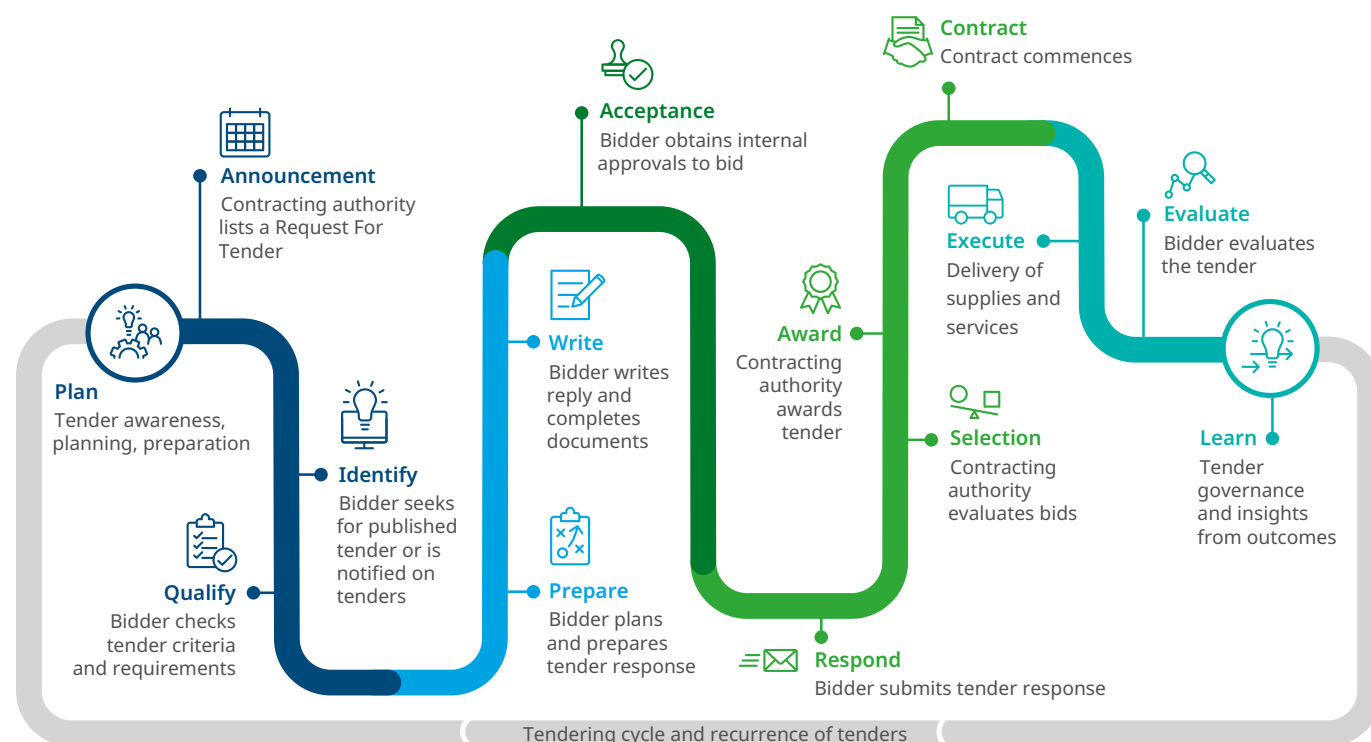 Plan
Tender awareness,
planning, preparation
Announcement
Contracting authority
lists a Request For
Tender
Identify
Bidder seeks
for published
tender or is
notified on
tenders
Qualify
Bidder checks
tender criteria
and requirements
Prepare
Bidder plans
and prepares
tender response
Write
Bidder writes
reply and
completes
documents
Acceptance
Bidder obtains internal
approvals to bid
Respond
Bidder submits tender response
Selection
Contracting
authority
evaluates bids
Award
Contracting
authority
awards
tender
Contract
Contract commences
Execute
Delivery of
supplies and
services
Evaluate
Bidder evaluates
the tender
Learn
Tender
governance
and insights
from outcomes
Tendering cycle and recurrence of tenders